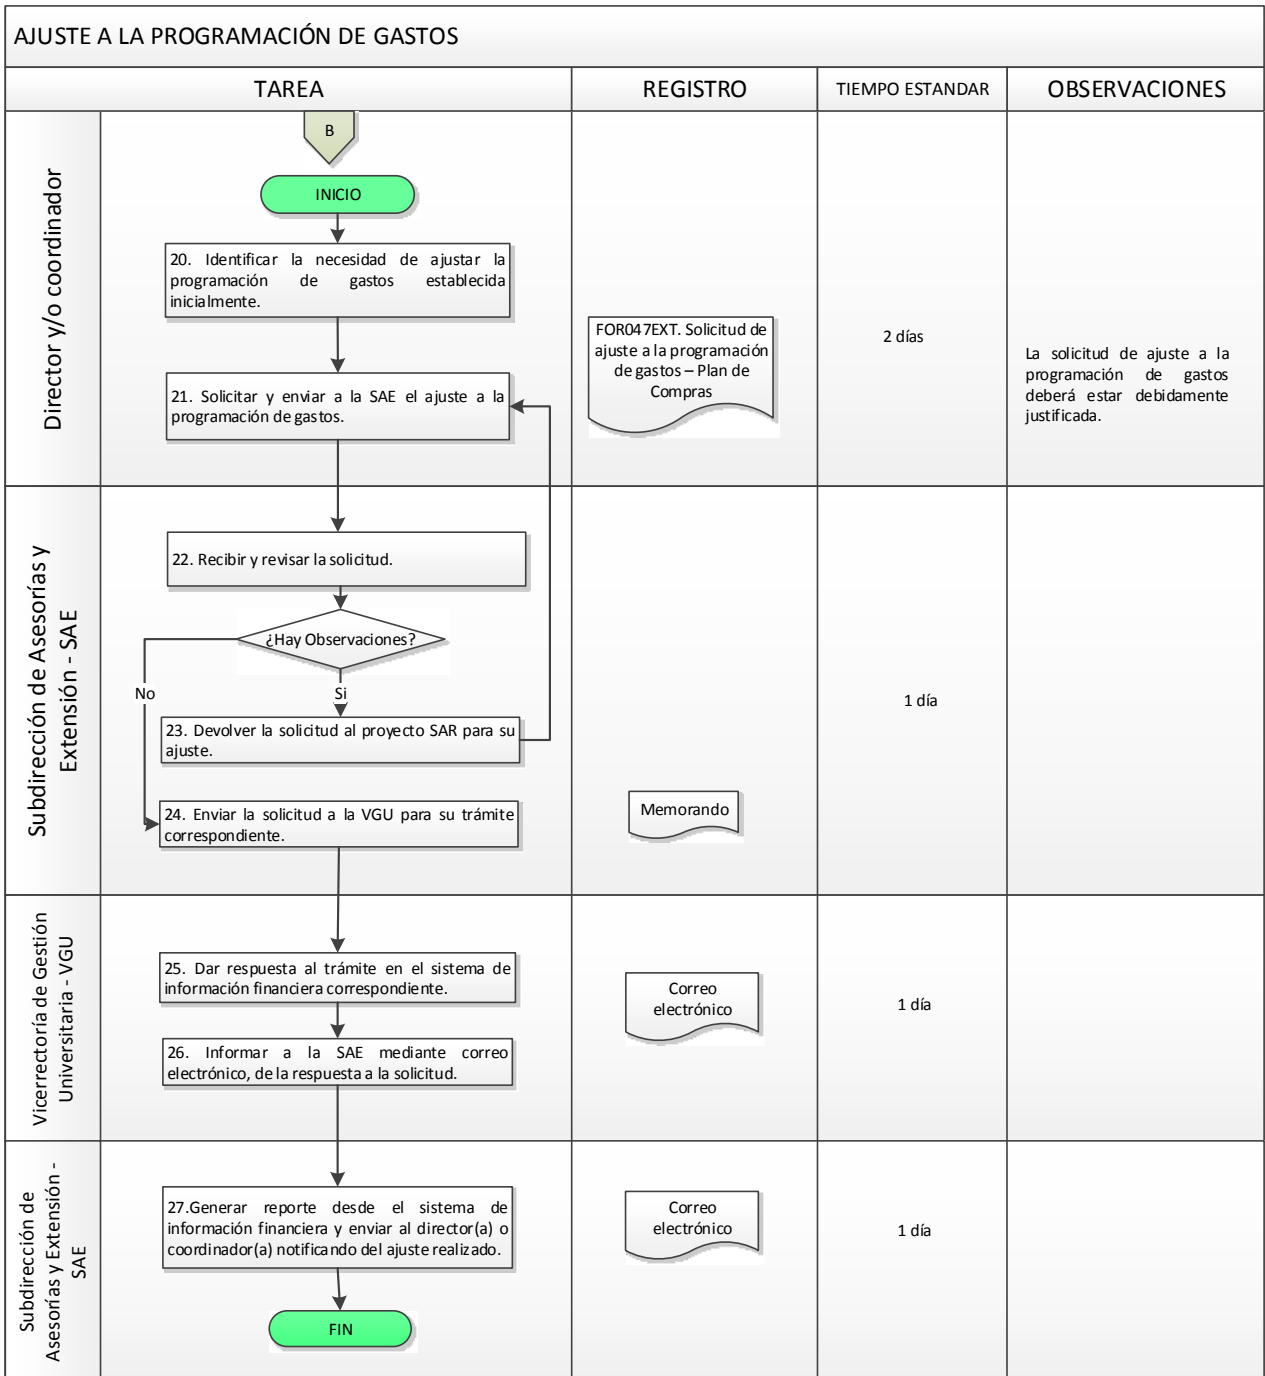 AJUSTE A LA PROGRAMACIÓN DE GASTOS
TAREA
REGISTRO
TIEMPO ESTANDAR
OBSERVACIONES
Director y/o coordinador
B
INICIO
20. Identificar la necesidad de ajustar la
programación de gastos establecida
inicialmente.
21. Solicitar y enviar a la SAE el ajuste a la
programación de gastos.
FOR047EXT. Solicitud de
ajuste a la programación
de gastos – Plan de
Compras
2 días
La solicitud de ajuste a la
programación de gastos
deberá estar debidamente
justificada.
Subdirección de Asesorías y
Extensión - SAE
22. Recibir y revisar la solicitud.
¿Hay Observaciones?
No
Si
23. Devolver la solicitud al proyecto SAR para su
ajuste.
24. Enviar la solicitud a la VGU para su trámite
correspondiente.
Memorando
1 día
Vicerrectoría de Gestión
Universitaria - VGU
25. Dar respuesta al trámite en el sistema de
información financiera correspondiente.
26. Informar a la SAE mediante correo
electrónico, de la respuesta a la solicitud.
Correo
electrónico
1 día
Subdirección de
Asesorías y Extensión -
SAE
27.Generar reporte desde el sistema de
información financiera y enviar al director(a) o
coordinador(a) notificando del ajuste realizado.
FIN
Correo
electrónico
1 día